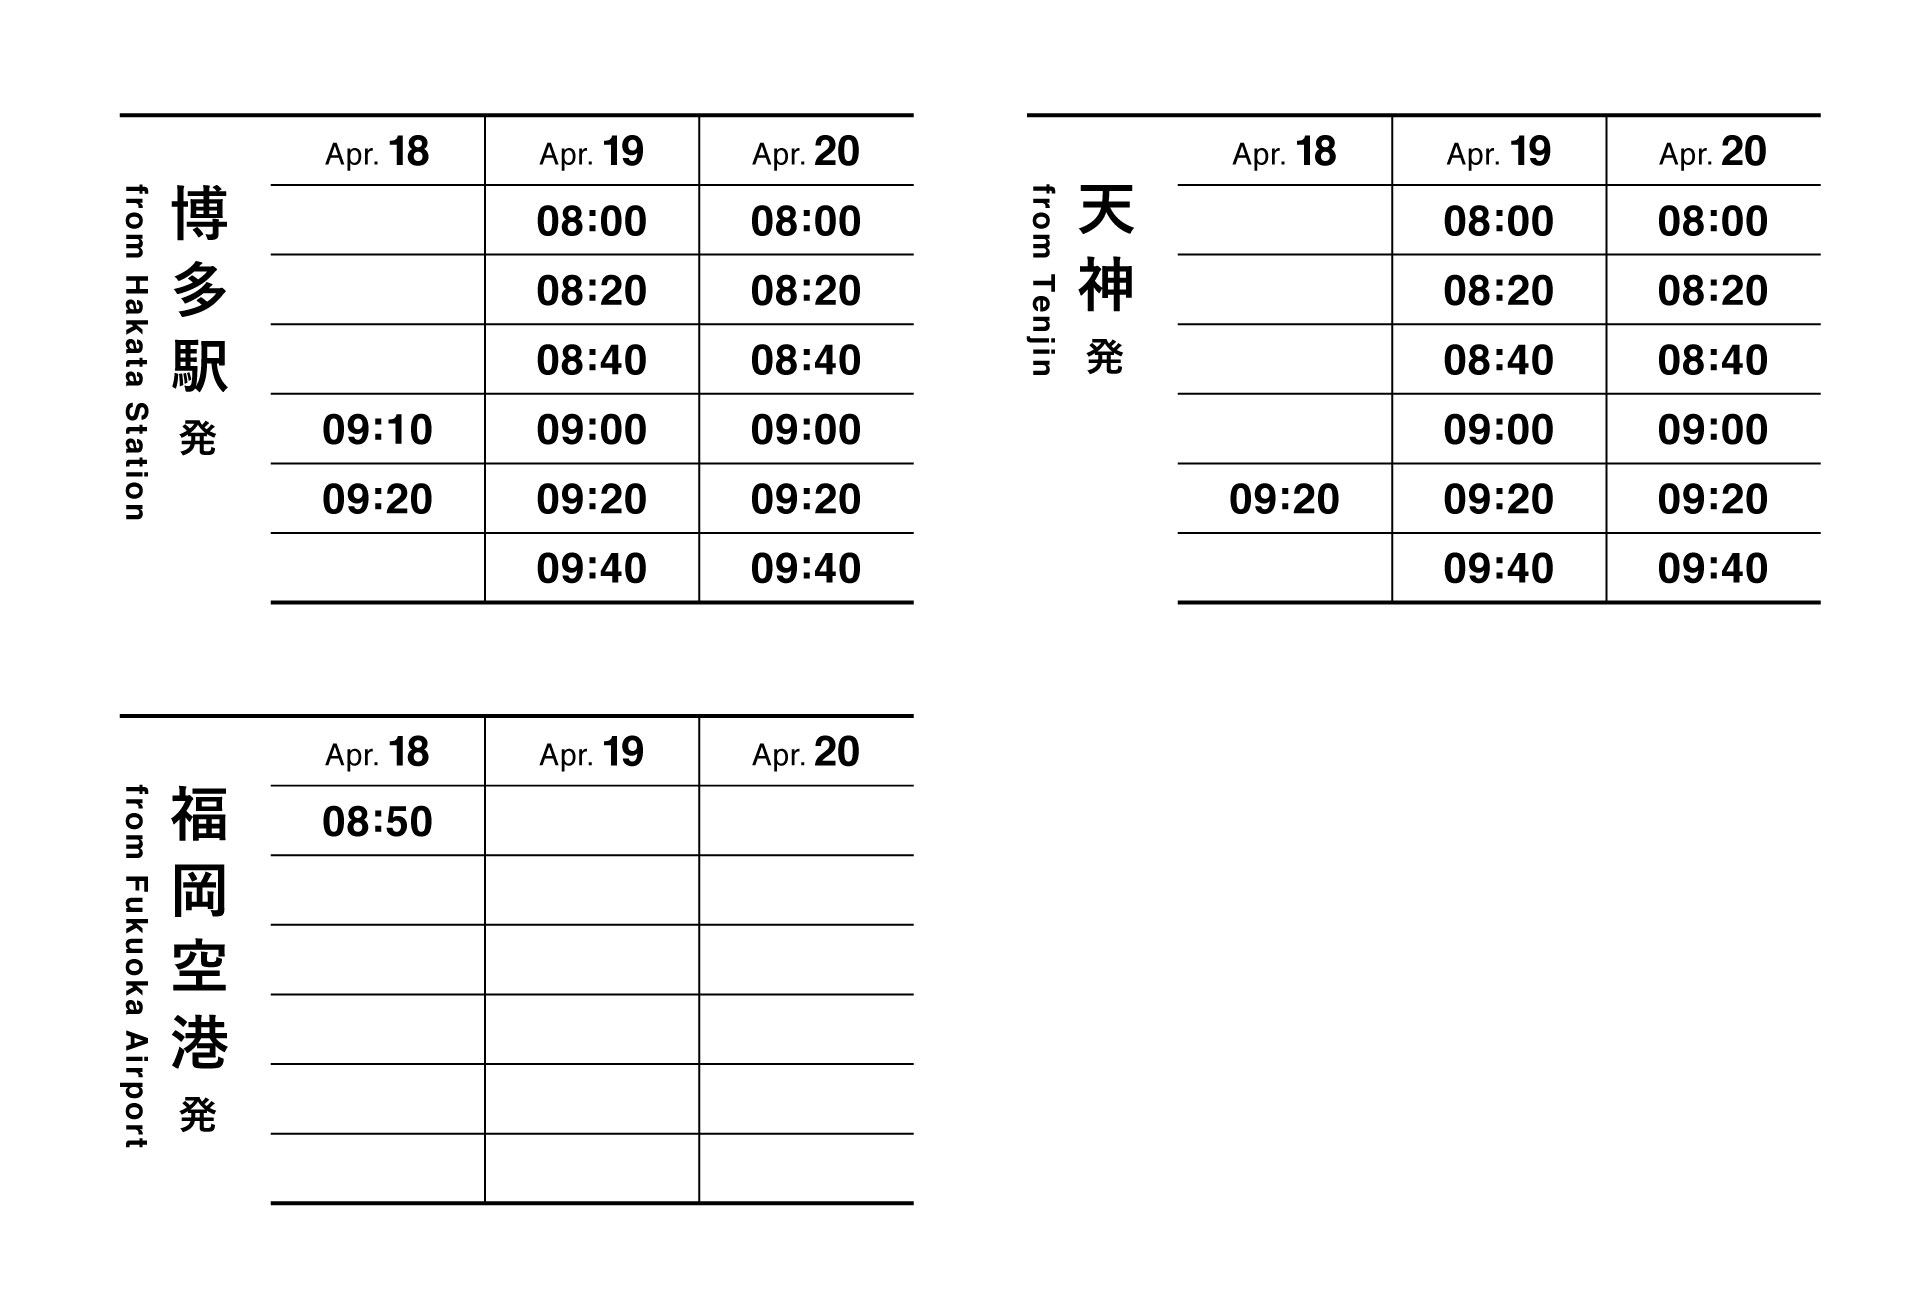 博多駅発
from Hakata Station
Apr. 18 Apr. 19 Apr. 20
08:00 08:00
08:20 08:20
08:40 08:40
09:10 09:00 09:00
09:20 09:20 09:20
09:40 09:40
天神発
from Tenjin
Apr. 18 Apr. 19 Apr. 20
08:00 08:00
08:20 08:20
08:40 08:40
09:00 09:00
09:20 09:20 09:20
09:40 09:40
福岡空港発
from Fukuoka Airport
Apr. 18 Apr. 19 Apr. 20
08:50